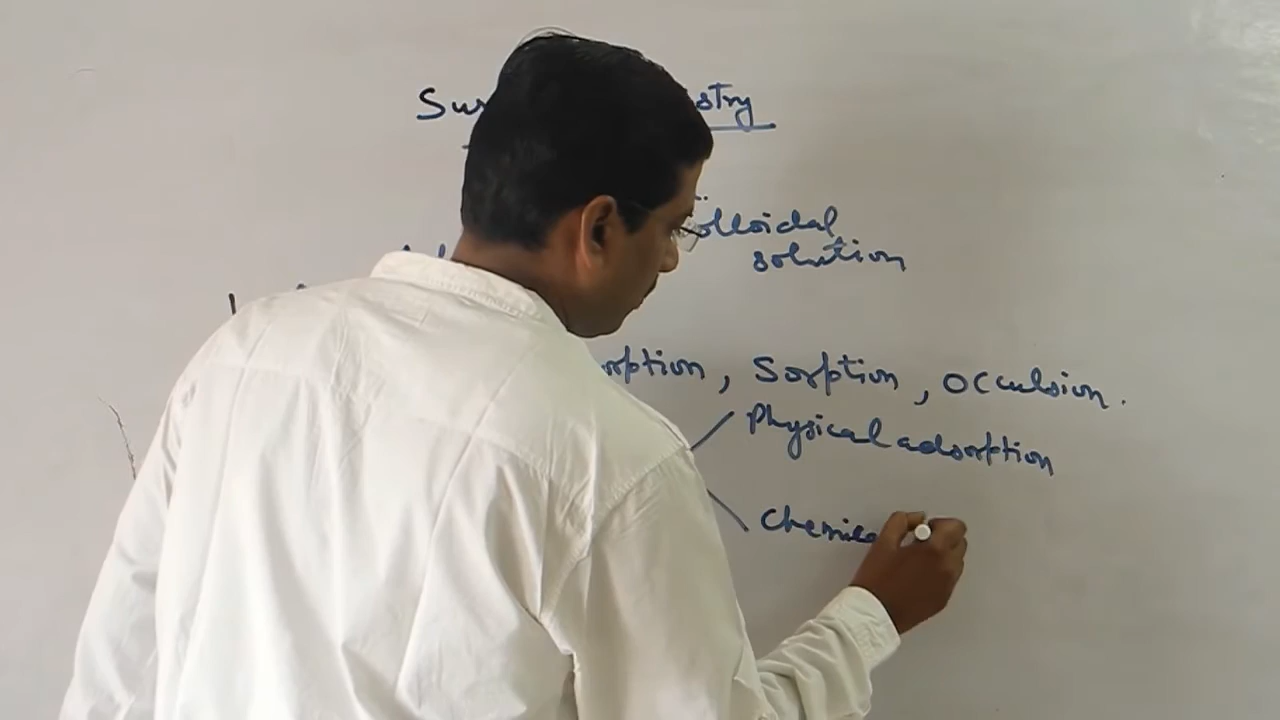 Sur stry
olloidal
solution
orption, Sorption, Occulsion.
Physical adsorption
Chemica